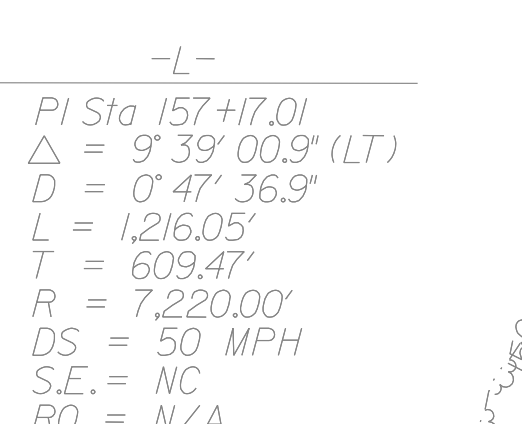 -L-
PI Sta 157+17.01
△ = 9° 39' 00.9" (LT)
D = 0° 47' 36.9"
L = 1,216.05'
T = 609.47'
R = 7,220.00'
DS = 50 MPH
S.E. = NC
RO = N/A